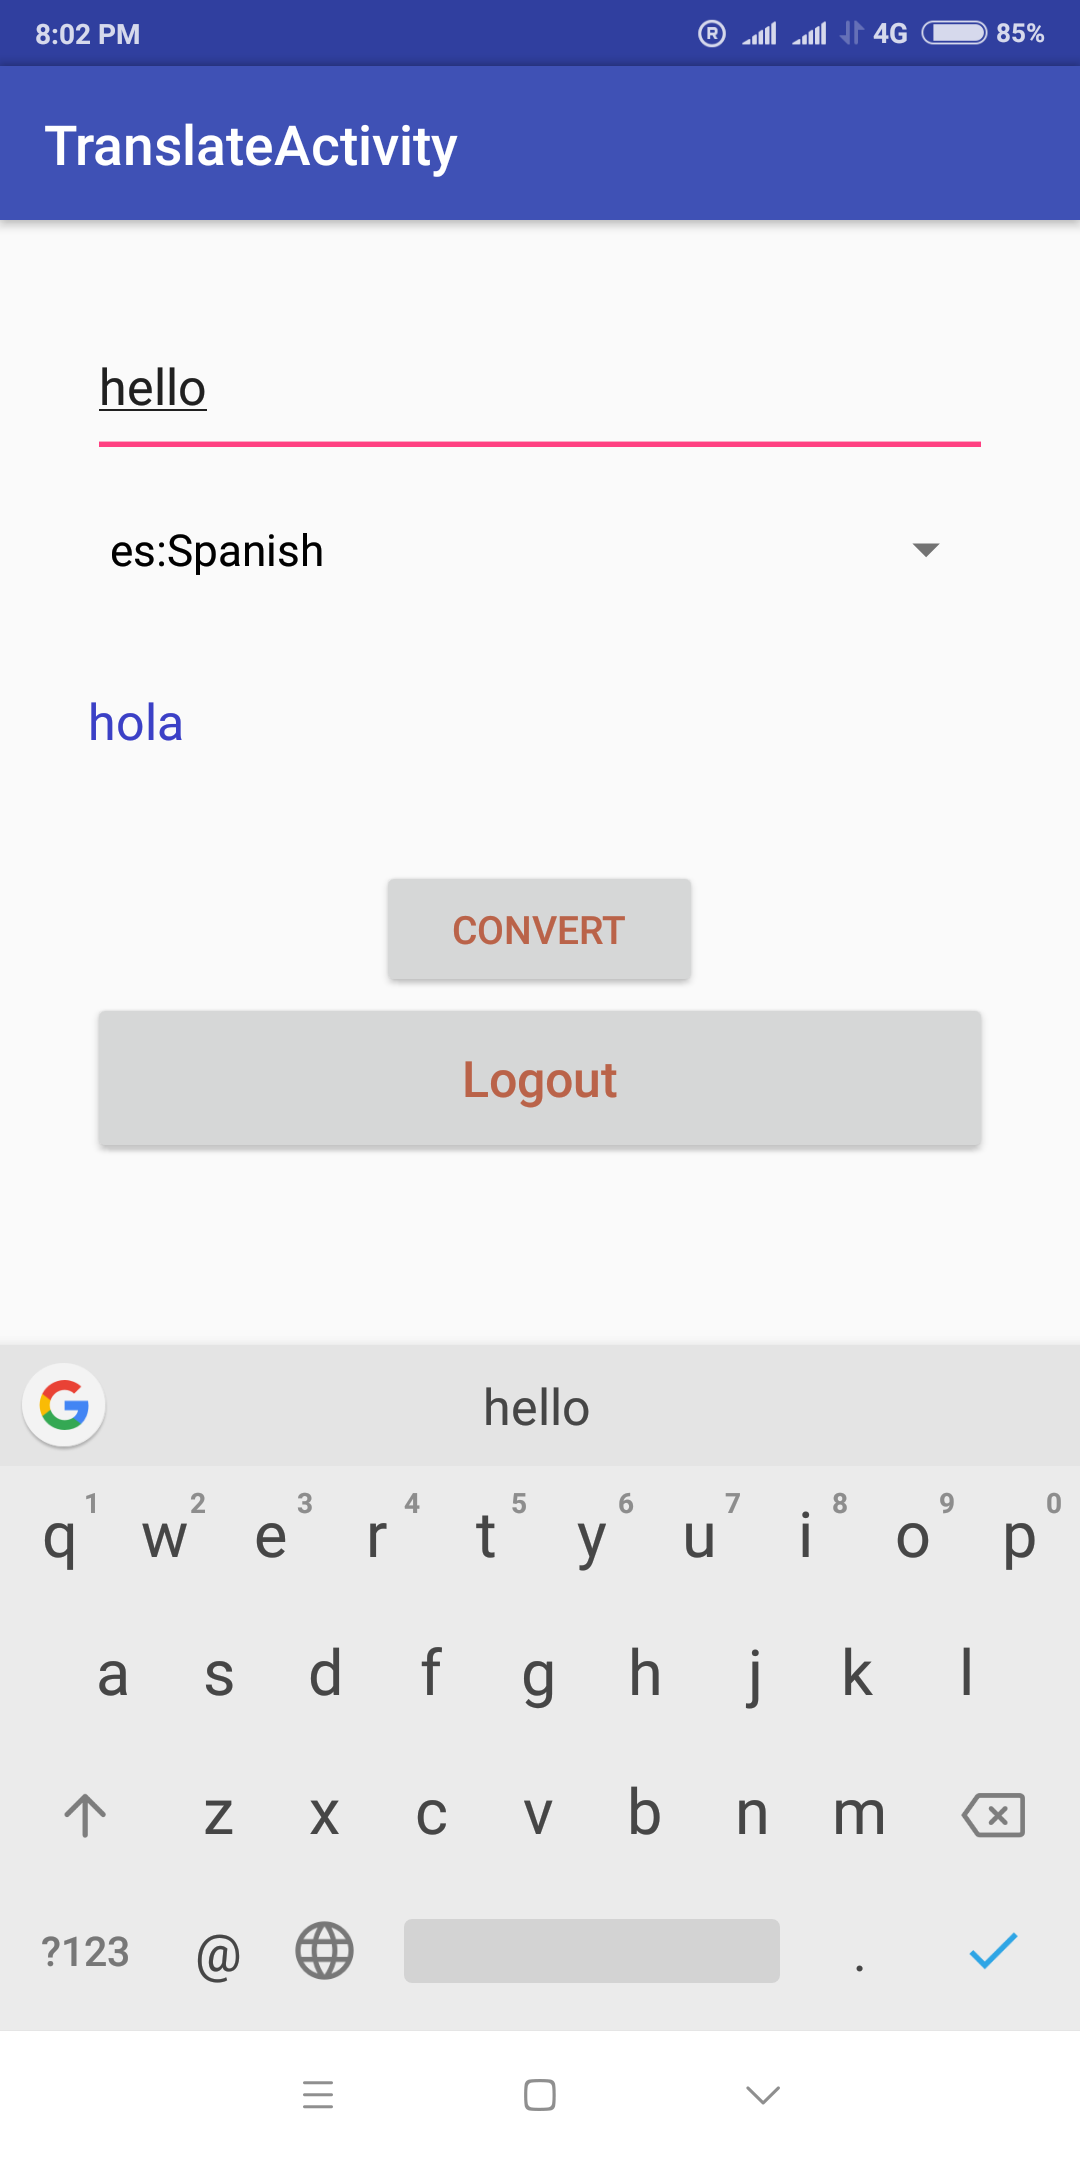 8:02 PM R 4G 85%
TranslateActivity
hello
es:Spanish
hola
CONVERT
Logout
G hello
1 2 3 4 5 6 7 8 9 0
q w e r t y u i o p
a s d f g h j k l
z x c v b n m
?123 @ .